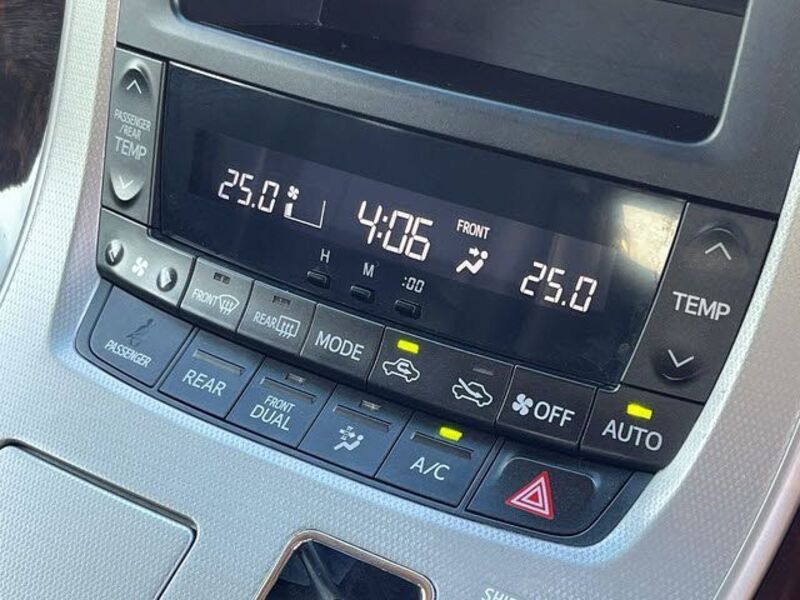 PASSENGER
/REAR
TEMP
25.0
4:06
FRONT
25.0
H
M
:00
TEMP
FRONT
REAR
MODE
OFF
AUTO
PASSENGER
REAR
FRONT
DUAL
A/C